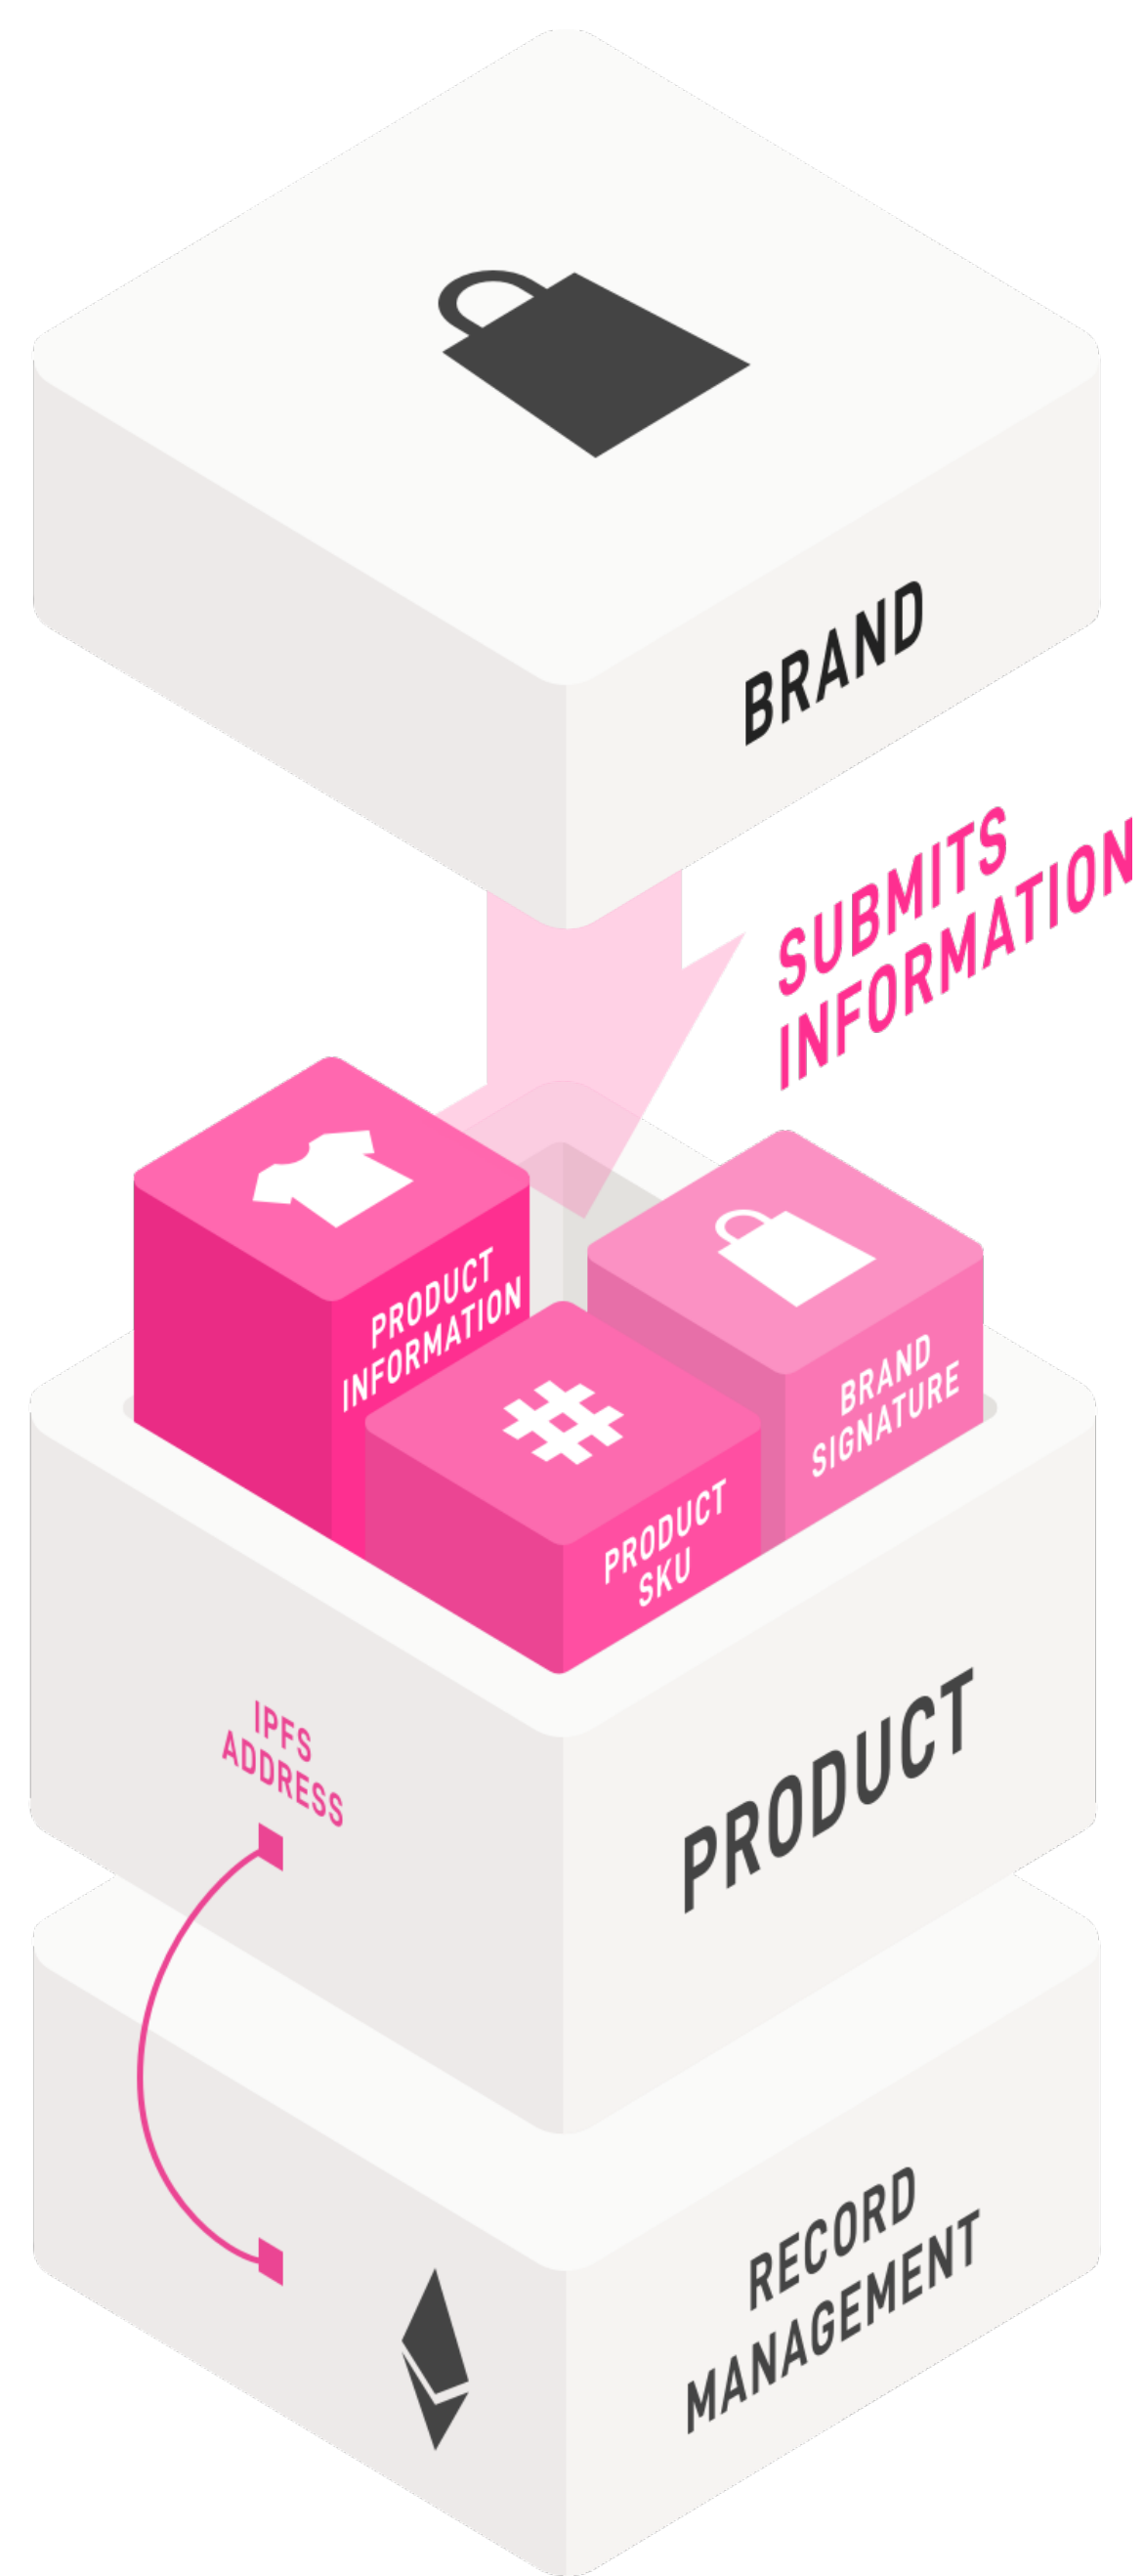 BRAND
SUBMITS
INFORMATION
PRODUCT
INFORMATION
BRAND
SIGNATURE
PRODUCT
SKU
IPFS
ADDRESS
PRODUCT
RECORD
MANAGEMENT